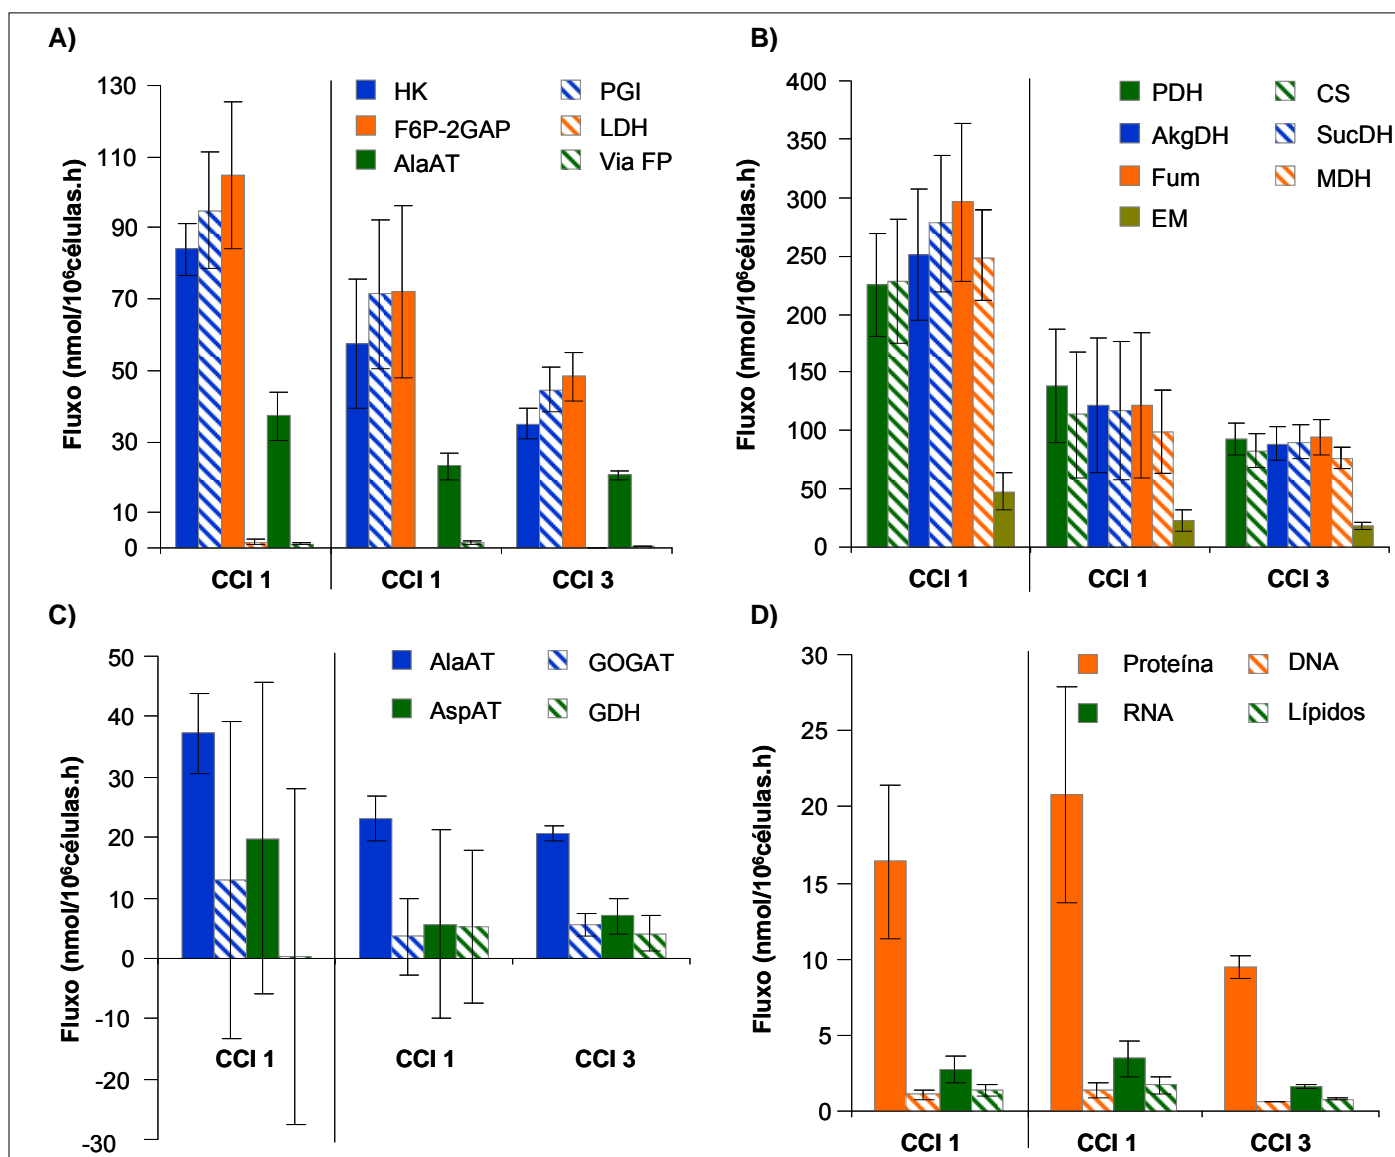 A)
Fluxo (nmol/10⁶células.h)
130
110
90
70
50
30
10
0
HK
PGI
F6P-2GAP
LDH
AlaAT
Via FP
CCI 1
CCI 1
CCI 3
B)
Fluxo (nmol/10⁶células.h)
400
350
300
250
200
150
100
50
0
PDH
CS
AkgDH
SucDH
Fum
MDH
EM
CCI 1
CCI 1
CCI 3
C)
Fluxo (nmol/10⁶células.h)
50
40
30
20
10
0
-10
-20
-30
AlaAT
GOGAT
AspAT
GDH
CCI 1
CCI 1
CCI 3
D)
Fluxo (nmol/10⁶células.h)
30
25
20
15
10
5
0
Proteína
DNA
RNA
Lípidos
CCI 1
CCI 1
CCI 3